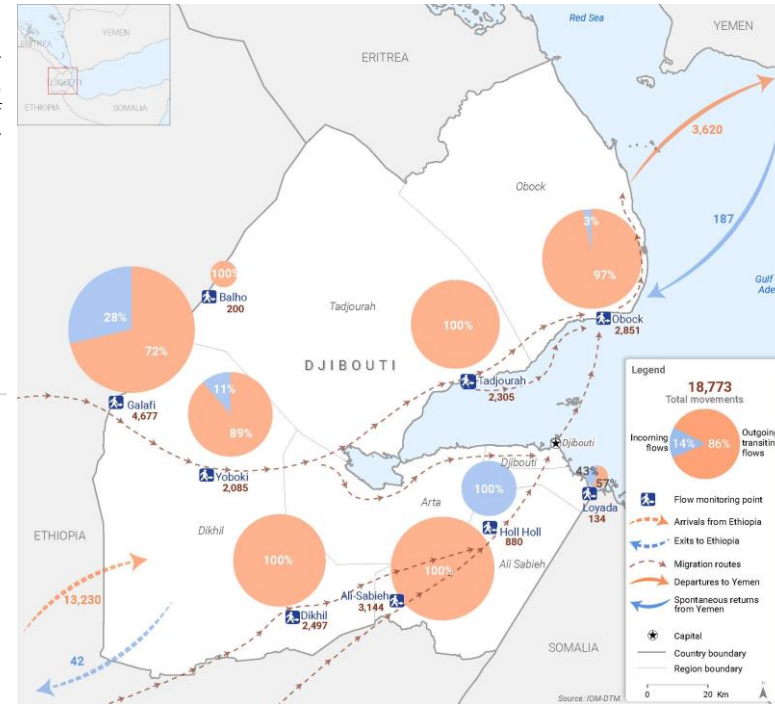 YEMEN
ERITREA
DJIBOUTI
ETHIOPIA
SOMALIA
Red Sea
YEMEN
ERITREA
3,620
Obock
187
3%
97%
Gulf
Ade
100%
Balho
200
28%
72%
Tadjourah
100%
Obock
2,851
DJIBOUTI
Tadjourah
2,305
Galafi
4,677
11%
89%
Yoboki
2,085
Djibouti
Djibouti
43%
57%
Loyada
134
Arta
100%
Holl Holl
880
Dikhil
ETHIOPIA
100%
100%
Ali Sabieh
Ali-Sabieh
3,144
Dikhil
2,497
13,230
42
SOMALIA
Source: IOM-DTM
Legend
18,773
Total movements
Incoming
flows
14%
86%
Outgoing
transitin
flows
Flow monitoring point
Arrivals from Ethiopia
Exits to Ethiopia
Migration routes
Departures to Yemen
Spontaneous returns
from Yemen
Capital
Country boundary
Region boundary
0 20 Km
N